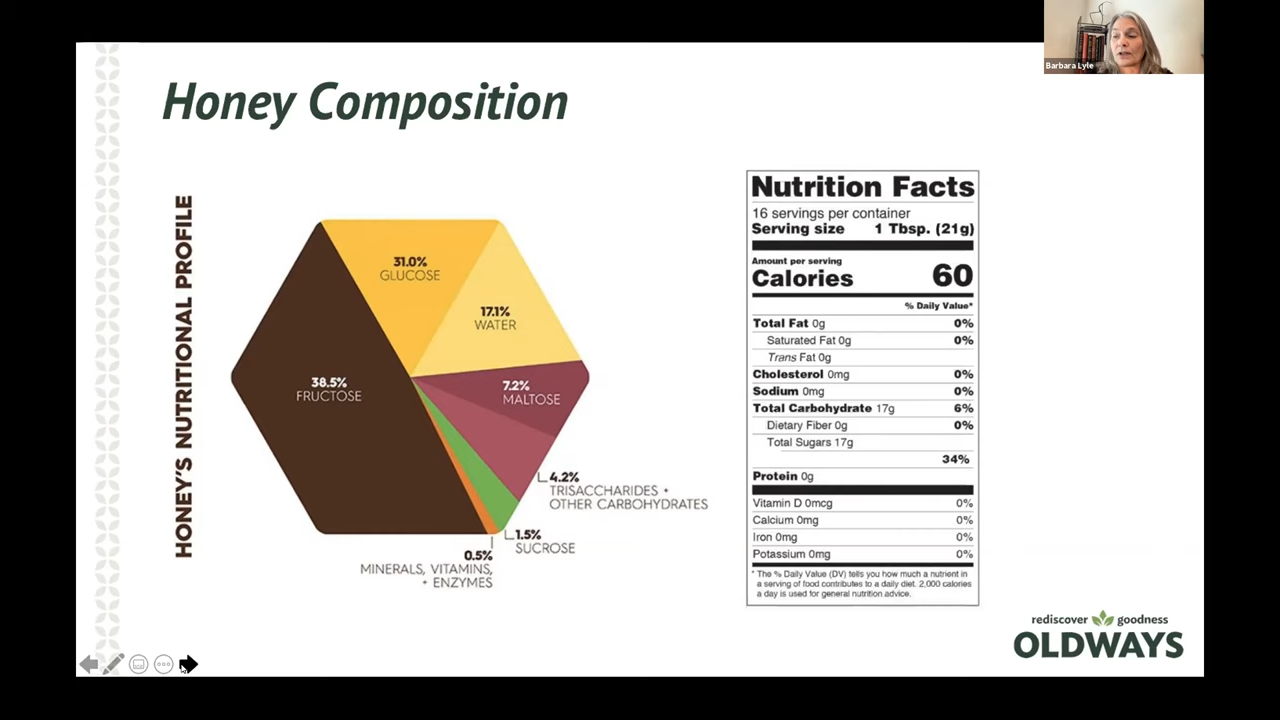 Barbara Lyle
Honey Composition
HONEY'S NUTRITIONAL PROFILE
31.0%
GLUCOSE
17.1%
WATER
38.5%
FRUCTOSE
7.2%
MALTOSE
4.2%
TRISACCHARIDES +
OTHER CARBOHYDRATES
1.5%
SUCROSE
0.5%
MINERALS, VITAMINS,
+ ENZYMES
Nutrition Facts
16 servings per container
Serving size 1 Tbsp. (21g)
Amount per serving
Calories 60
% Daily Value*
Total Fat 0g 0%
Saturated Fat 0g 0%
Trans Fat 0g
Cholesterol 0mg 0%
Sodium 0mg 0%
Total Carbohydrate 17g 6%
Dietary Fiber 0g 0%
Total Sugars 17g
34%
Protein 0g
Vitamin D 0mcg 0%
Calcium 0mg 0%
Iron 0mg 0%
Potassium 0mg 0%
* The % Daily Value (DV) tells you how much a nutrient in
a serving of food contributes to a daily diet. 2,000 calories
a day is used for general nutrition advice.
rediscover goodness
OLDWAYS